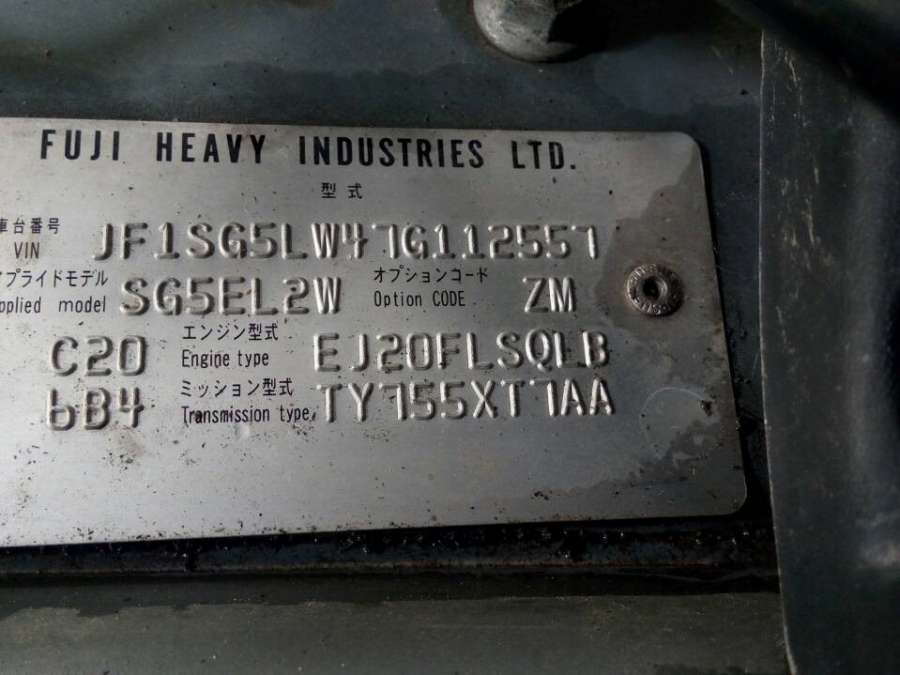 FUJI HEAVY INDUSTRIES LTD.
型式
車台番号
VIN JF1SG5LW47G112557
アプライドモデル オプションコード
Applied model SG5EL2W Option CODE ZM
エンジン型式
C20 Engine type EJ20FLSQLB
ミッション型式
6B4 Transmission type TY755XT7AA